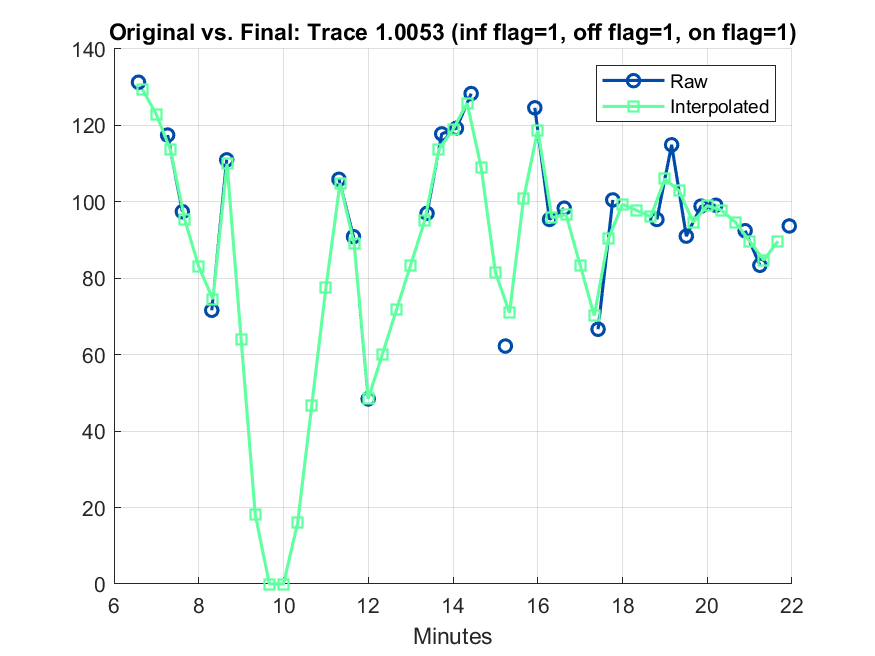 Original vs. Final: Trace 1.0053 (inf flag=1, off flag=1, on flag=1)
140
120
100
80
60
40
20
0
Raw
Interpolated
6 8 10 12 14 16 18 20 22
Minutes